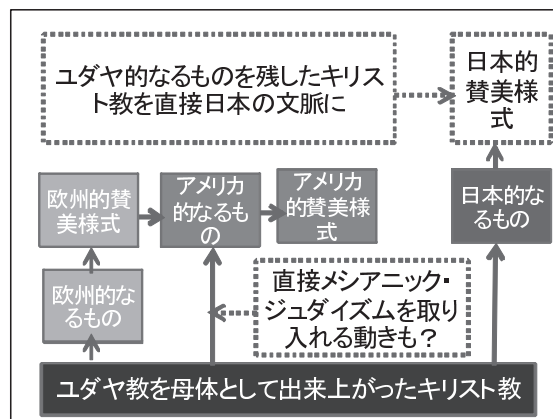 ユダヤ的なるものを残したキリス
ト教を直接日本の文脈に
日本的
賛美様
式
欧州的賛
美様式
アメリカ
的なるも
の
アメリカ
的賛美様
式
日本的な
るもの
欧州的な
るもの
直接メシアニック・
ジュダイズムを取り
入れる動きも？
ユダヤ教を母体として出来上がったキリスト教